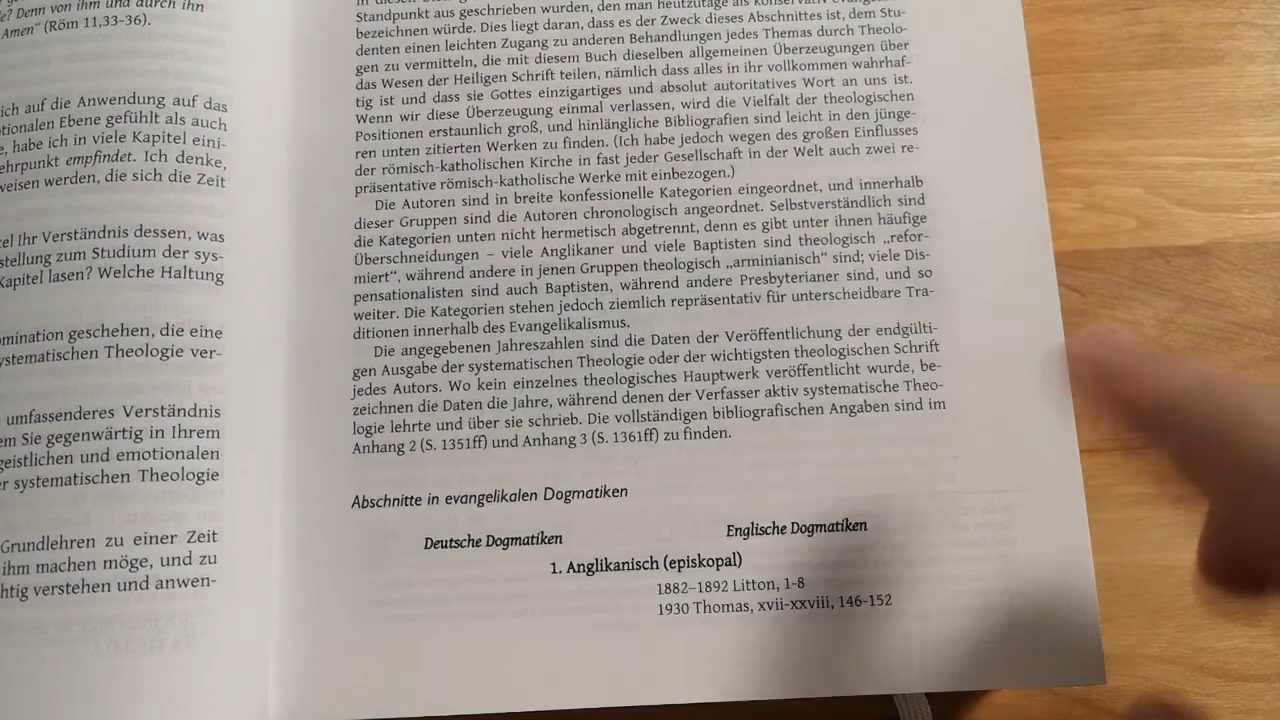 e? Denn von ihm und durch ihn
Amen“ (Röm 11,33-36).
ich auf die Anwendung auf das
tionalen Ebene gefühlt als auch
e, habe ich in viele Kapitel eini-
ehrpunkt empfindet. Ich denke,
weisen werden, die sich die Zeit
tel Ihr Verständnis dessen, was
stellung zum Studium der sys-
Kapitel lasen? Welche Haltung
omination geschehen, die eine
ystematischen Theologie ver-
umfassenderes Verständnis
em Sie gegenwärtig in Ihrem
geistlichen und emotionalen
er systematischen Theologie
Grundlehren zu einer Zeit
ihm machen möge, und zu
htig verstehen und anwen-
Standpunkt aus geschrieben wurden, den man heutzutage als konservativ
bezeichnen würde. Dies liegt daran, dass es der Zweck dieses Abschnittes ist, dem Stu-
denten einen leichten Zugang zu anderen Behandlungen jedes Themas durch Theolo-
gen zu vermitteln, die mit diesem Buch dieselben allgemeinen Überzeugungen über
das Wesen der Heiligen Schrift teilen, nämlich dass alles in ihr vollkommen wahrhaf-
tig ist und dass sie Gottes einzigartiges und absolut autoritatives Wort an uns ist.
Wenn wir diese Überzeugung einmal verlassen, wird die Vielfalt der theologischen
Positionen erstaunlich groß, und hinlängliche Bibliografien sind leicht in den jünge-
ren unten zitierten Werken zu finden. (Ich habe jedoch wegen des großen Einflusses
der römisch-katholischen Kirche in fast jeder Gesellschaft in der Welt auch zwei re-
präsentative römisch-katholische Werke mit einbezogen.)
Die Autoren sind in breite konfessionelle Kategorien eingeordnet, und innerhalb
dieser Gruppen sind die Autoren chronologisch angeordnet. Selbstverständlich sind
die Kategorien unten nicht hermetisch abgetrennt, denn es gibt unter ihnen häufige
Überschneidungen – viele Anglikaner und viele Baptisten sind theologisch „refor-
miert“, während andere in jenen Gruppen theologisch „arminianisch“ sind; viele Dis-
pensationalisten sind auch Baptisten, während andere Presbyterianer sind, und so
weiter. Die Kategorien stehen jedoch ziemlich repräsentativ für unterscheidbare Tra-
ditionen innerhalb des Evangelikalismus.
Die angegebenen Jahreszahlen sind die Daten der Veröffentlichung der endgülti-
gen Ausgabe der systematischen Theologie oder der wichtigsten theologischen Schrift
jedes Autors. Wo kein einzelnes theologisches Hauptwerk veröffentlicht wurde, be-
zeichnen die Daten die Jahre, während denen der Verfasser aktiv systematische Theo-
logie lehrte und über sie schrieb. Die vollständigen bibliografischen Angaben sind im
Anhang 2 (S. 1351ff) und Anhang 3 (S. 1361ff) zu finden.
Abschnitte in evangelikalen Dogmatiken
Deutsche Dogmatiken Englische Dogmatiken
1. Anglikanisch (episkopal)
1882–1892 Litton, 1-8
1930 Thomas, xvii-xxviii, 146-152